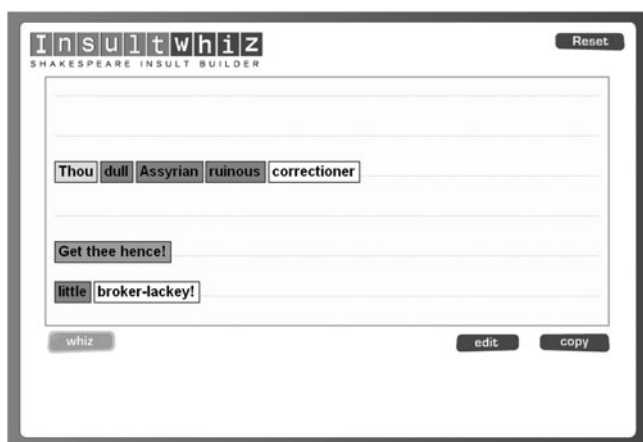 Insultwhiz
Reset
SHAKESPEARE INSULT BUILDER
Thou dull Assyrian ruinous correctioner
Get thee hence!
little broker-lackey!
whiz edit copy